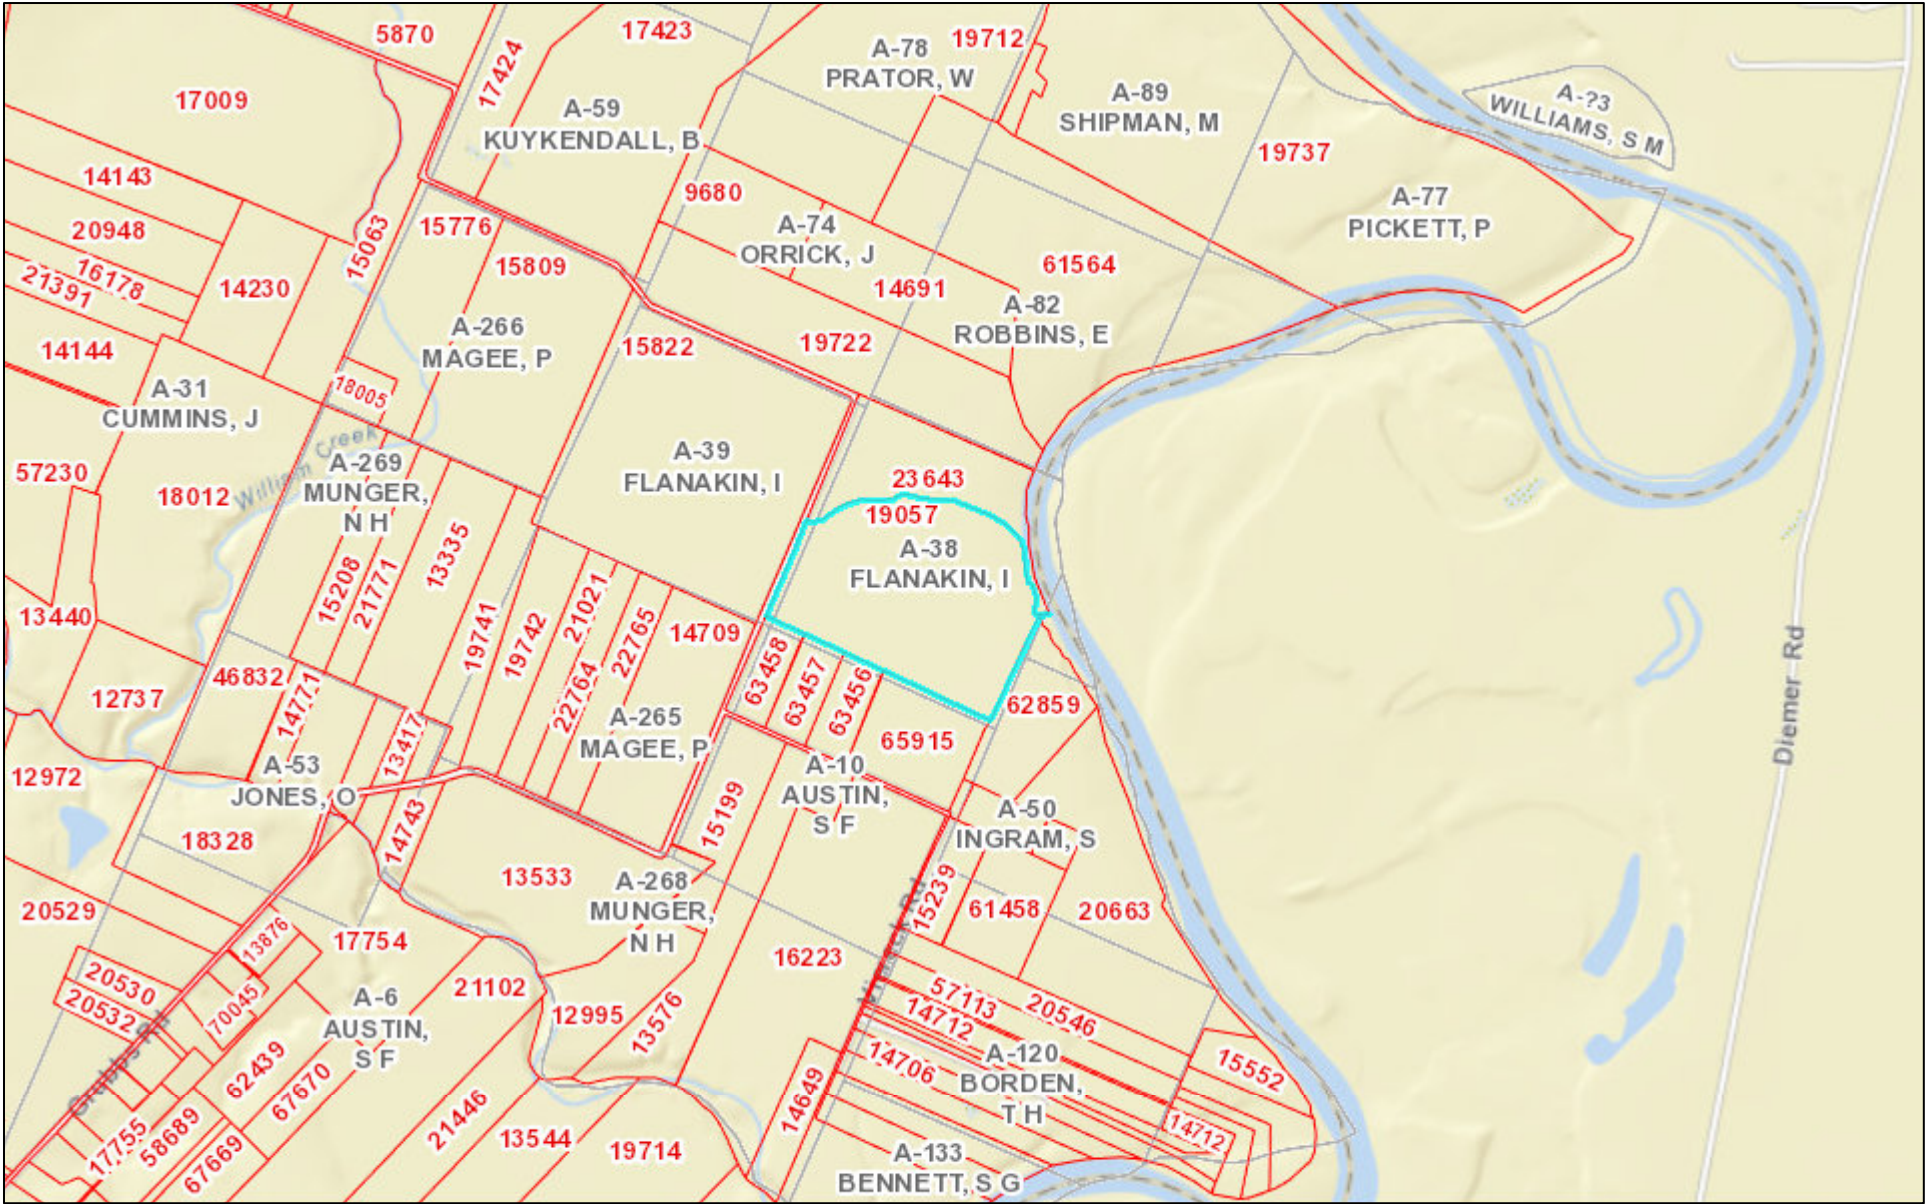 5870
17423
A-78
PRATOR, W
19712
17424
17009
A-59
KUYKENDALL, B
A-89
SHIPMAN, M
A-?3
WILLIAMS, S M
19737
14143
9680
A-77
PICKETT, P
20948
15063
15776
A-74
ORRICK, J
16178
21391
14230
15809
61564
14691
A-82
ROBBINS, E
14144
A-266
MAGEE, P
15822
19722
A-31
CUMMINS, J
18005
William Creek
57230
18012
A-269
MUNGER,
N H
A-39
FLANAKIN, I
23643
19057
A-38
FLANAKIN, I
13335
15208
21771
13440
19741
19742
21021
22764
22765
14709
46832
14771
12737
63458
63457
63456
62859
65915
Diemer Rd
A-265
MAGEE, P
13417
12972
A-53
JONES, O
A-10
AUSTIN,
S F
18328
14743
15199
A-50
INGRAM, S
13533
A-268
MUNGER,
N H
15239
61458
20663
20529
13876
17754
16223
20530
20532
70045
A-6
AUSTIN,
S F
21102
12995
13576
57113
14712
20546
Grubbs Rd
62439
67670
14706
A-120
BORDEN,
T H
15552
14649
17755
58689
67669
21446
13544
19714
14712
A-133
BENNETT, S G